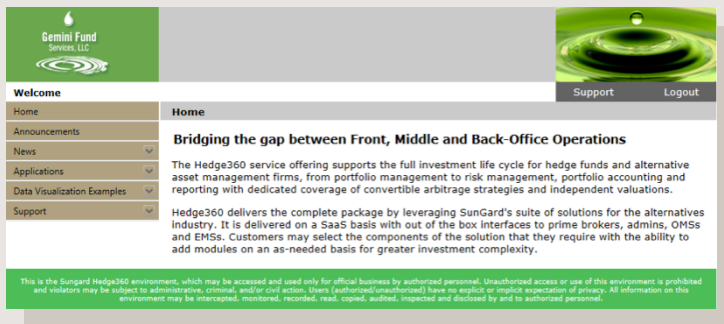 Gemini Fund
Services, LLC
Welcome
Support Logout
Home
Announcements
News
Applications
Data Visualization Examples
Support
Home
Bridging the gap between Front, Middle and Back-Office Operations
The Hedge360 service offering supports the full investment life cycle for hedge funds and alternative
asset management firms, from portfolio management to risk management, portfolio accounting and
reporting with dedicated coverage of convertible arbitrage strategies and independent valuations.
Hedge360 delivers the complete package by leveraging SunGard's suite of solutions for the alternatives
industry. It is delivered on a SaaS basis with out of the box interfaces to prime brokers, admins, OMSs
and EMSs. Customers may select the components of the solution that they require with the ability to
add modules on an as-needed basis for greater investment complexity.
This is the Sungard Hedge360 environment, which may be accessed and used only for official business by authorized personnel. Unauthorized access or use of this environment is prohibited
and violators may be subject to administrative, criminal, and/or civil action. Users (authorized/unauthorized) have no explicit or implicit expectation of privacy. All information on this
environment may be intercepted, monitored, recorded, read, copied, audited, inspected and disclosed by and to authorized personnel.